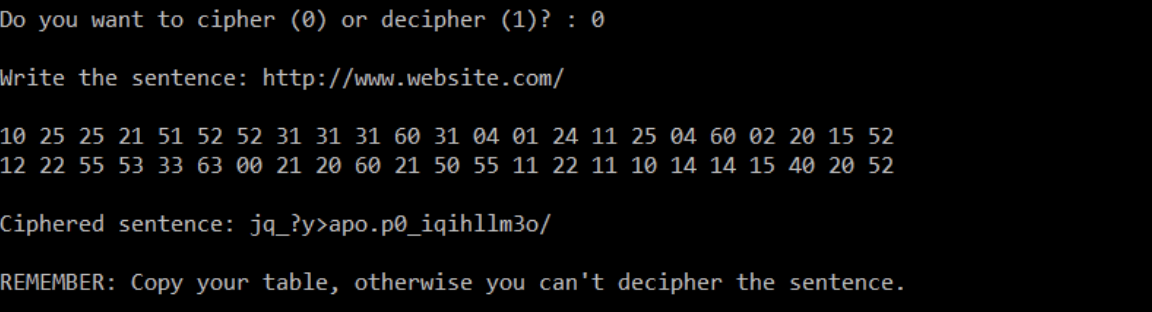 Do you want to cipher (0) or decipher (1)? : 0
Write the sentence: http://www.website.com/
10 25 25 21 51 52 52 31 31 31 60 31 04 01 24 11 25 04 60 02 20 15 52
12 22 55 53 33 63 00 21 20 60 21 50 55 11 22 11 10 14 14 15 40 20 52
Ciphered sentence: jq_?y>apo.p0_iqihllm3o/
REMEMBER: Copy your table, otherwise you can't decipher the sentence.